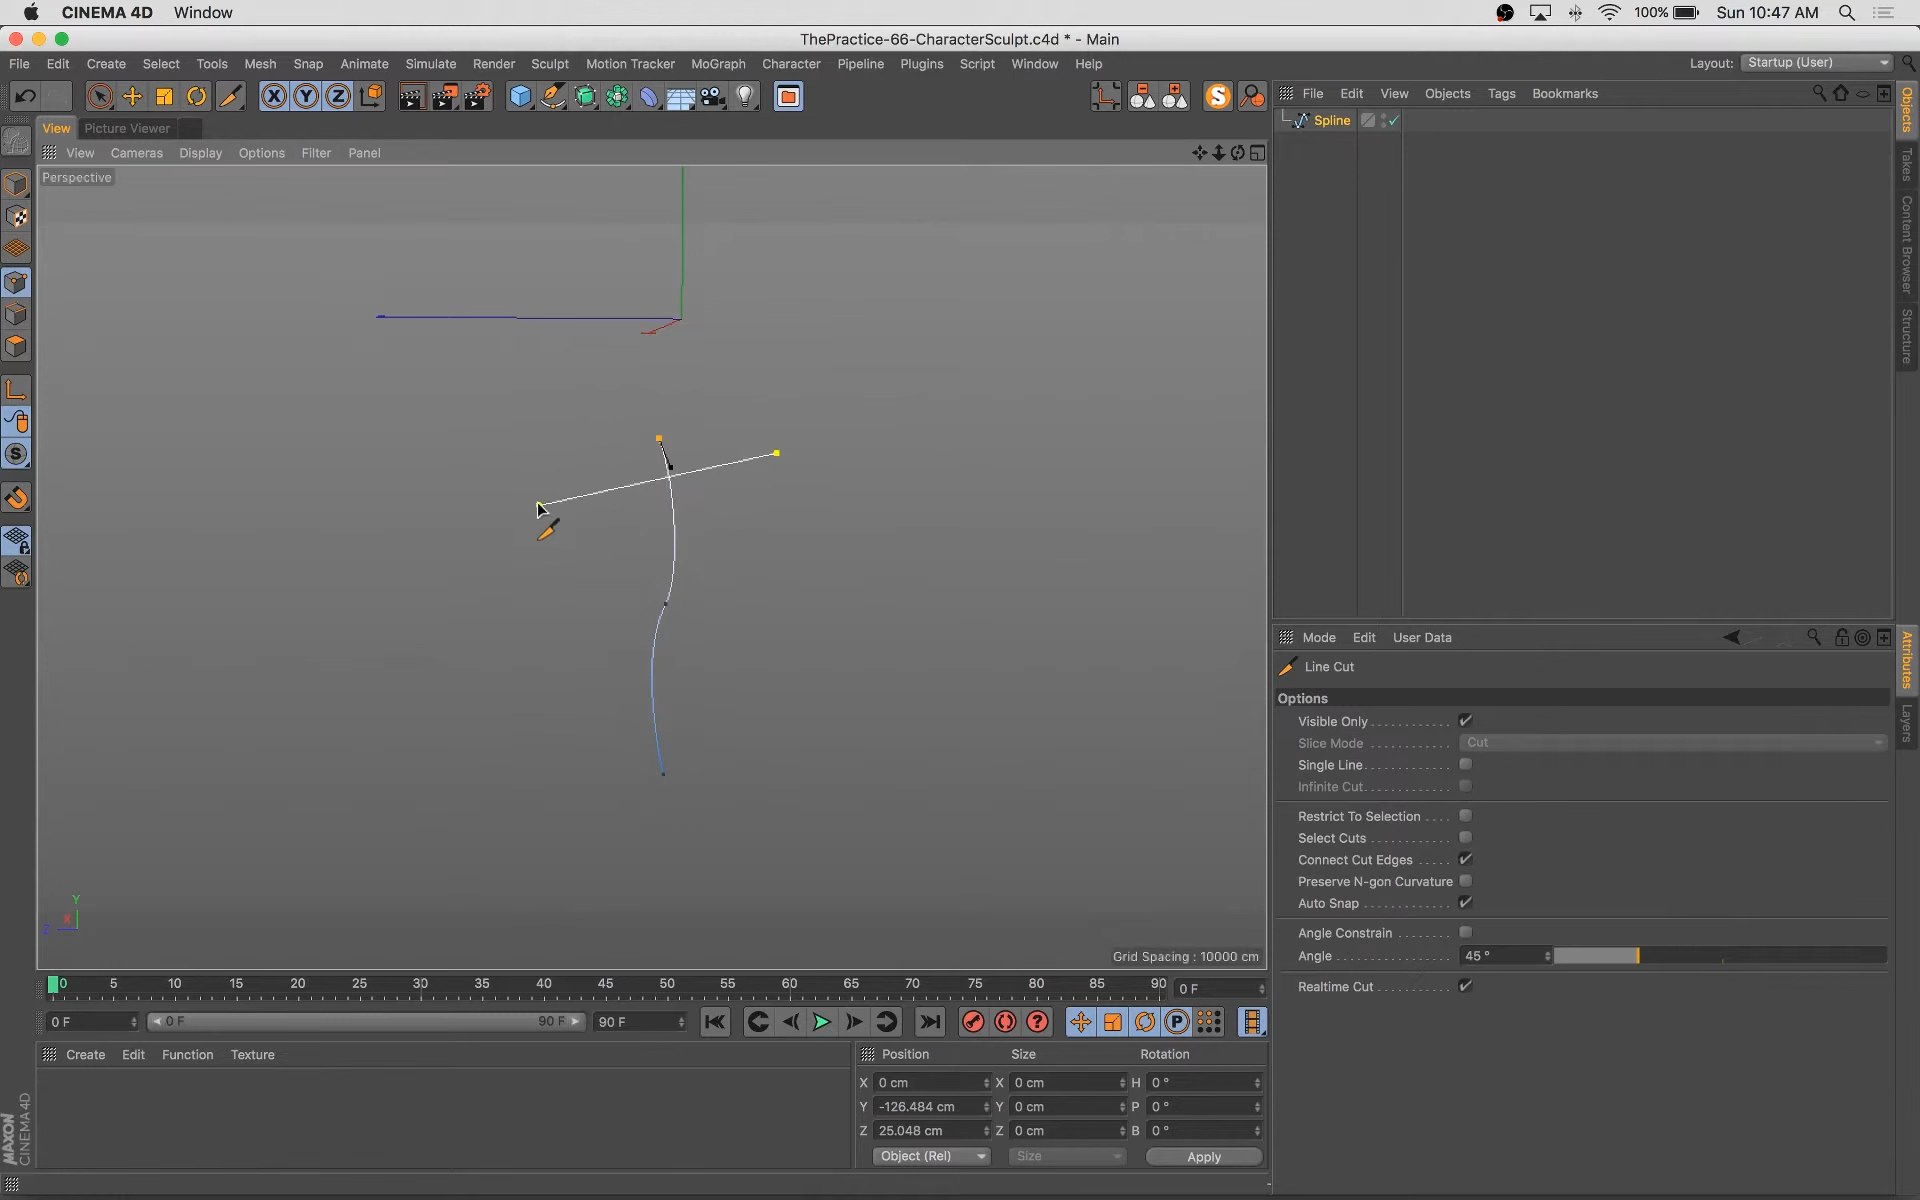 CINEMA 4D Window 100% Sun 10:47 AM
ThePractice-66-CharacterSculpt.c4d * - Main
File Edit Create Select Tools Mesh Snap Animate Simulate Render Sculpt Motion Tracker MoGraph Character Pipeline Plugins Script Window Help Layout: Startup (User)
X Y Z S
File Edit View Objects Tags Bookmarks
View Picture Viewer
Spline
View Cameras Display Options Filter Panel
Perspective
Objects
Takes
Content Browser
Structure
S
Mode Edit User Data
Line Cut
Options
Visible Only
Slice Mode Cut
Single Line
Infinite Cut
Restrict To Selection
Select Cuts
Connect Cut Edges
Preserve N-gon Curvature
Auto Snap
Angle Constrain
Angle 45 °
Realtime Cut
Attributes
Layers
Y
X
Z
Grid Spacing : 10000 cm
0 5 10 15 20 25 30 35 40 45 50 55 60 65 70 75 80 85 90 0 F
0 F 0 F 90 F 90 F ? P
Create Edit Function Texture
Position Size Rotation
X 0 cm X 0 cm H 0 °
Y -126.484 cm Y 0 cm P 0 °
Z 25.048 cm Z 0 cm B 0 °
Object (Rel) Size Apply
MAXON
CINEMA 4D